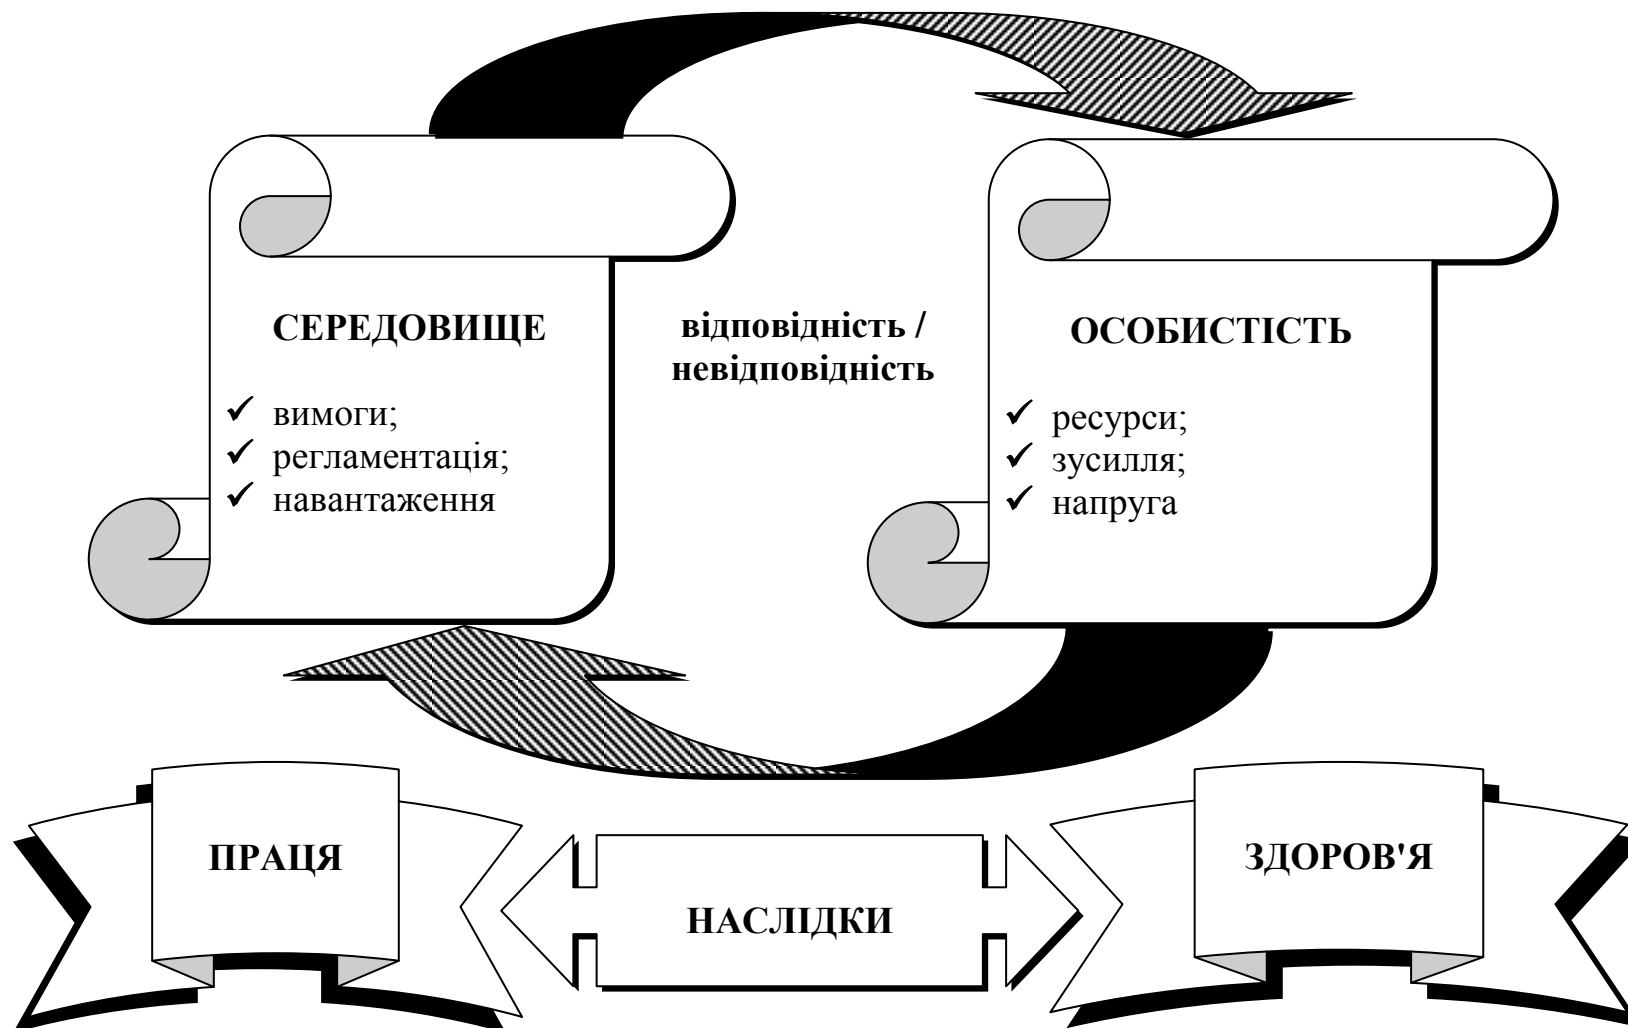 СЕРЕДОВИЩЕ
✓ вимоги;
✓ регламентація;
✓ навантаження
відповідність /
невідповідність
ОСОБИСТІСТЬ
✓ ресурси;
✓ зусилля;
✓ напруга
ПРАЦЯ
НАСЛІДКИ
ЗДОРОВ'Я